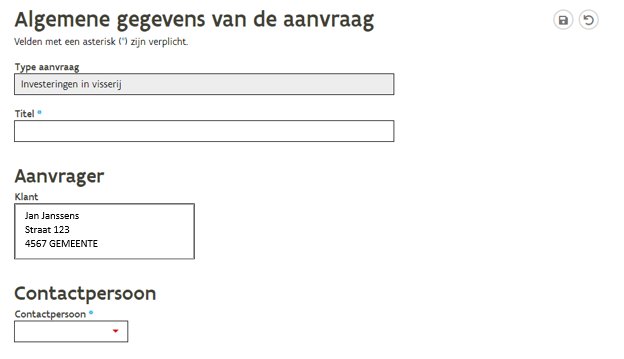 Algemene gegevens van de aanvraag
Velden met een asterisk (*) zijn verplicht.
Type aanvraag
Investeringen in visserij
Titel *
Aanvrager
Klant
Jan Janssens
Straat 123
4567 GEMEENTE
Contactpersoon
Contactpersoon *